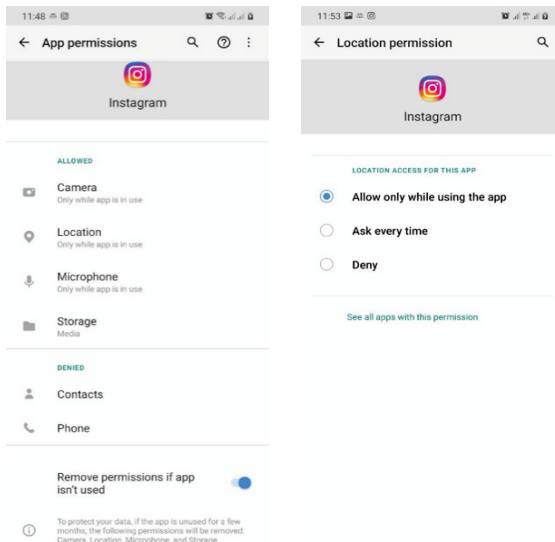 11:48
App permissions
Instagram
ALLOWED
Camera
Only while app is in use
Location
Only while app is in use
Microphone
Only while app is in use
Storage
Media
DENIED
Contacts
Phone
Remove permissions if app
isn't used
To protect your data, if the app is unused for a few
months, the following permissions will be removed:
Camera, Location, Microphone, and Storage
11:53
Location permission
Instagram
LOCATION ACCESS FOR THIS APP
Allow only while using the app
Ask every time
Deny
See all apps with this permission